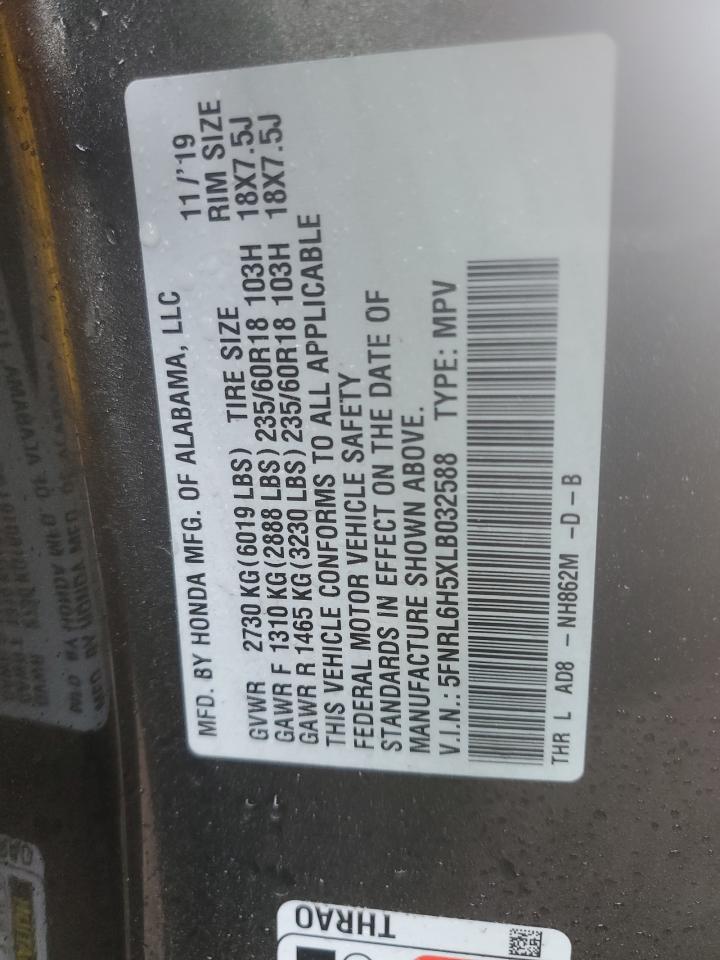 MFD. BY HONDA MFG. OF ALABAMA, LLC 11/'19
GVWR 2730 KG(6019 LBS) TIRE SIZE RIM SIZE
GAWR F 1310 KG(2888 LBS)235/60R18 103H 18X7.5J
GAWR R 1465 KG(3230 LBS)235/60R18 103H 18X7.5J
THIS VEHICLE CONFORMS TO ALL APPLICABLE
FEDERAL MOTOR VEHICLE SAFETY
STANDARDS IN EFFECT ON THE DATE OF
MANUFACTURE SHOWN ABOVE.
V.I.N.: 5FNRL6H5XLB032588 TYPE: MPV
THR L AD8 - NH862M -D-B
THRA0